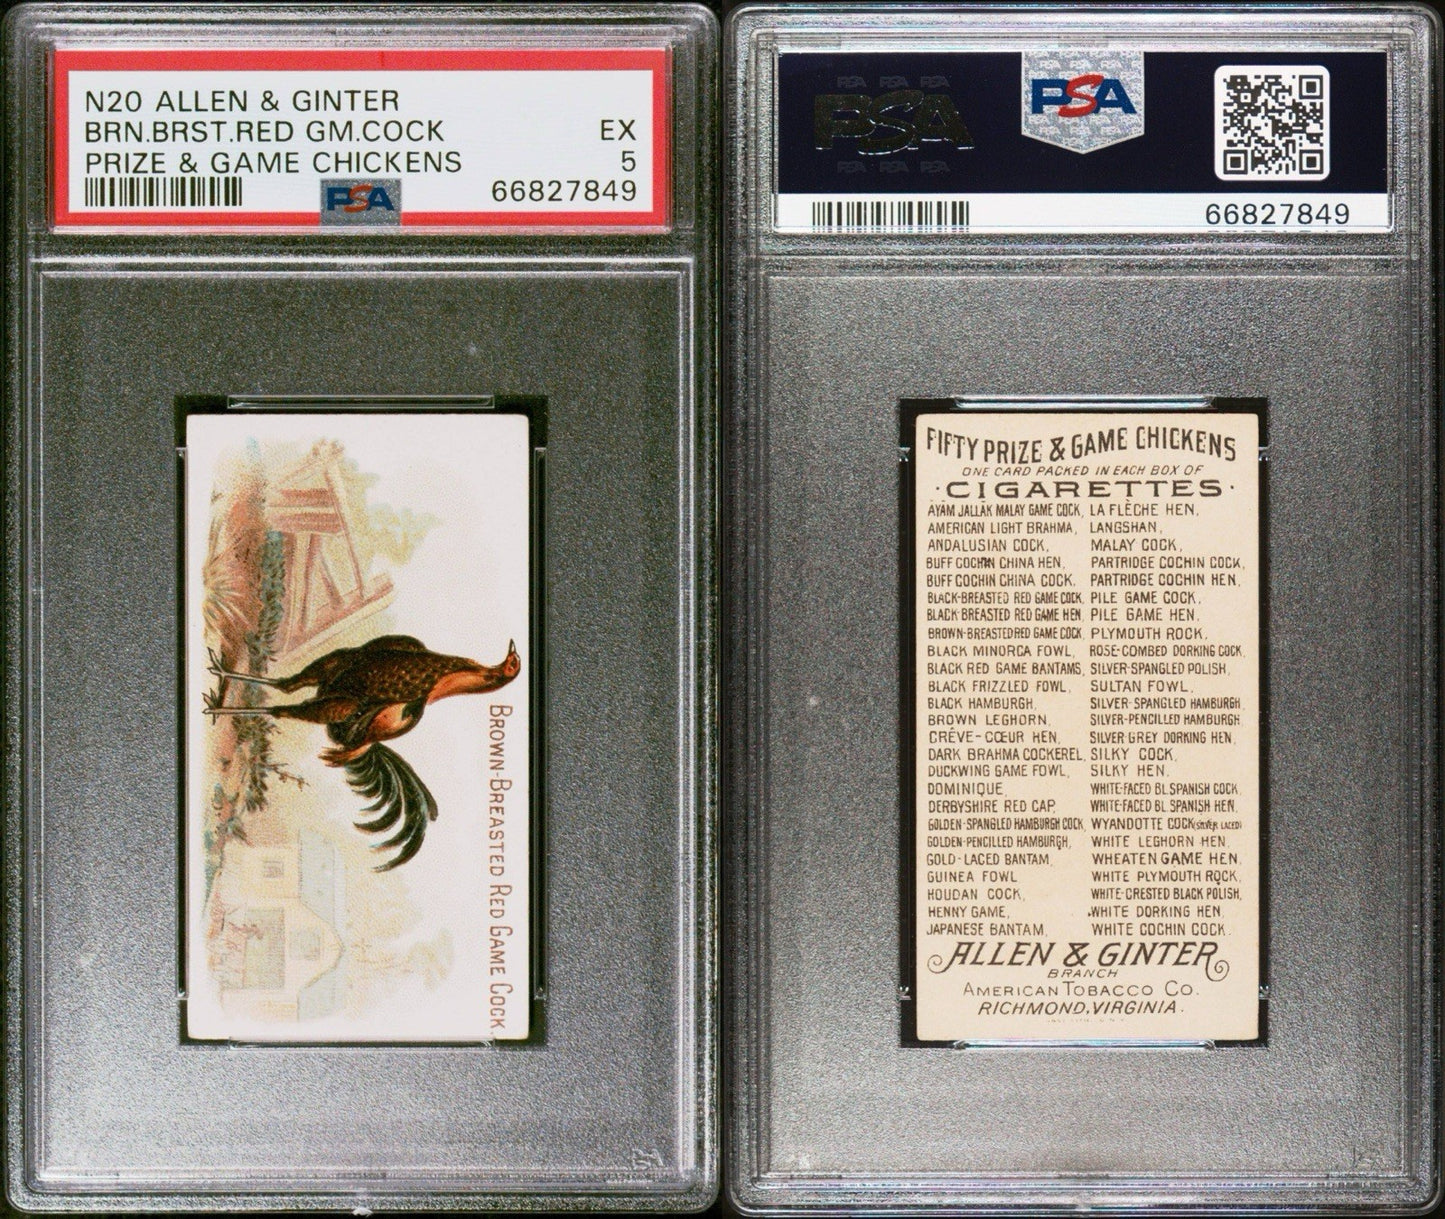 N20 ALLEN & GINTER
BRN.BRST.RED GM.COCK EX
PRIZE & GAME CHICKENS 5
PSA 66827849
BROWN-BREASTED RED GAME COCK.
PSA PSA PSA
PSA
PSA PSA PSA
PSA
66827849
FIFTY PRIZE & GAME CHICKENS
ONE CARD PACKED IN EACH BOX OF
· CIGARETTES ·
AYAM JALLAK MALAY GAME COCK, LA FLÈCHE HEN,
AMERICAN LIGHT BRAHMA, LANGSHAN,
ANDALUSIAN COCK, MALAY COCK,
BUFF COCHIN CHINA HEN, PARTRIDGE COCHIN COCK,
BUFF COCHIN CHINA COCK, PARTRIDGE COCHIN HEN,
BLACK-BREASTED RED GAME COCK, PILE GAME COCK,
BLACK-BREASTED RED GAME HEN, PILE GAME HEN,
BROWN-BREASTED RED GAME COCK, PLYMOUTH ROCK,
BLACK MINORCA FOWL, ROSE-COMBED DORKING COCK,
BLACK RED GAME BANTAMS, SILVER-SPANGLED POLISH,
BLACK FRIZZLED FOWL, SULTAN FOWL,
BLACK HAMBURGH, SILVER-SPANGLED HAMBURGH,
BROWN LEGHORN, SILVER-PENCILLED HAMBURGH
CRÈVE-CŒUR HEN, SILVER GREY DORKING HEN,
DARK BRAHMA COCKEREL, SILKY COCK,
DUCKWING GAME FOWL, SILKY HEN,
DOMINIQUE, WHITE-FACED BL. SPANISH COCK,
DERBYSHIRE RED CAP, WHITE-FACED BL. SPANISH HEN,
GOLDEN-SPANGLED HAMBURGH COCK, WYANDOTTE COCK (SILVER LACED)
GOLDEN-PENCILLED HAMBURGH, WHITE LEGHORN HEN,
GOLD-LACED BANTAM, WHEATEN GAME HEN,
GUINEA FOWL WHITE PLYMOUTH ROCK,
HOUDAN COCK, WHITE-CRESTED BLACK POLISH,
HENNY GAME, WHITE DORKING HEN,
JAPANESE BANTAM, WHITE COCHIN COCK.
ALLEN & GINTER
BRANCH
AMERICAN TOBACCO CO.
RICHMOND, VIRGINIA.